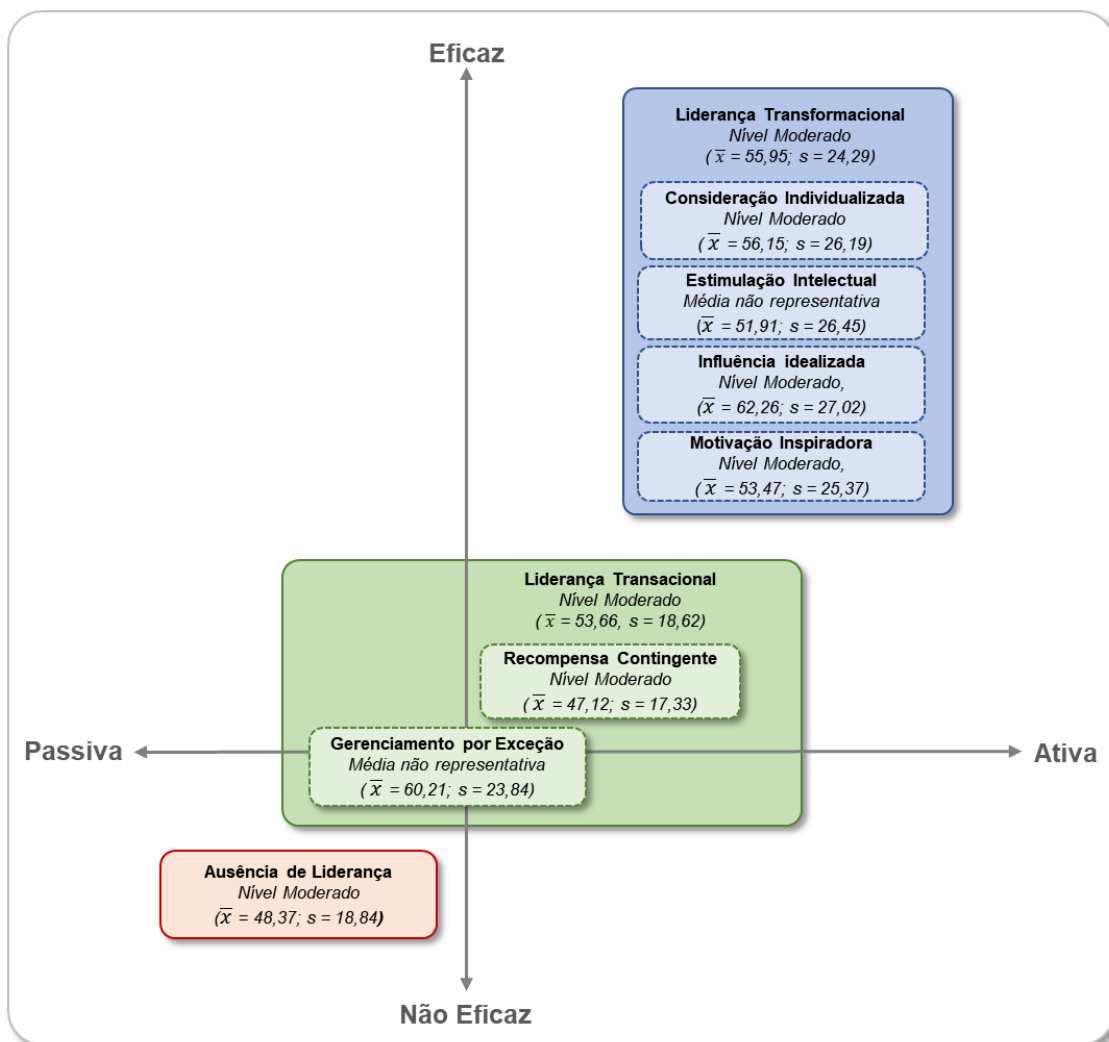 Eficaz
Liderança Transformacional
Nível Moderado
( x̅ = 55,95; s = 24,29)
Consideração Individualizada
Nível Moderado
( x̅ = 56,15; s = 26,19)
Estimulação Intelectual
Média não representativa
(x̅ = 51,91; s = 26,45)
Influência idealizada
Nível Moderado,
(x̅ = 62,26; s = 27,02)
Motivação Inspiradora
Nível Moderado,
( x̅ = 53,47; s = 25,37)
Liderança Transacional
Nível Moderado
( x̅ = 53,66, s = 18,62)
Recompensa Contingente
Nível Moderado
( x̅ = 47,12; s = 17,33)
Passiva
Gerenciamento por Exceção
Média não representativa
( x̅ = 60,21; s = 23,84)
Ativa
Ausência de Liderança
Nível Moderado
(x̅ = 48,37; s = 18,84)
Não Eficaz